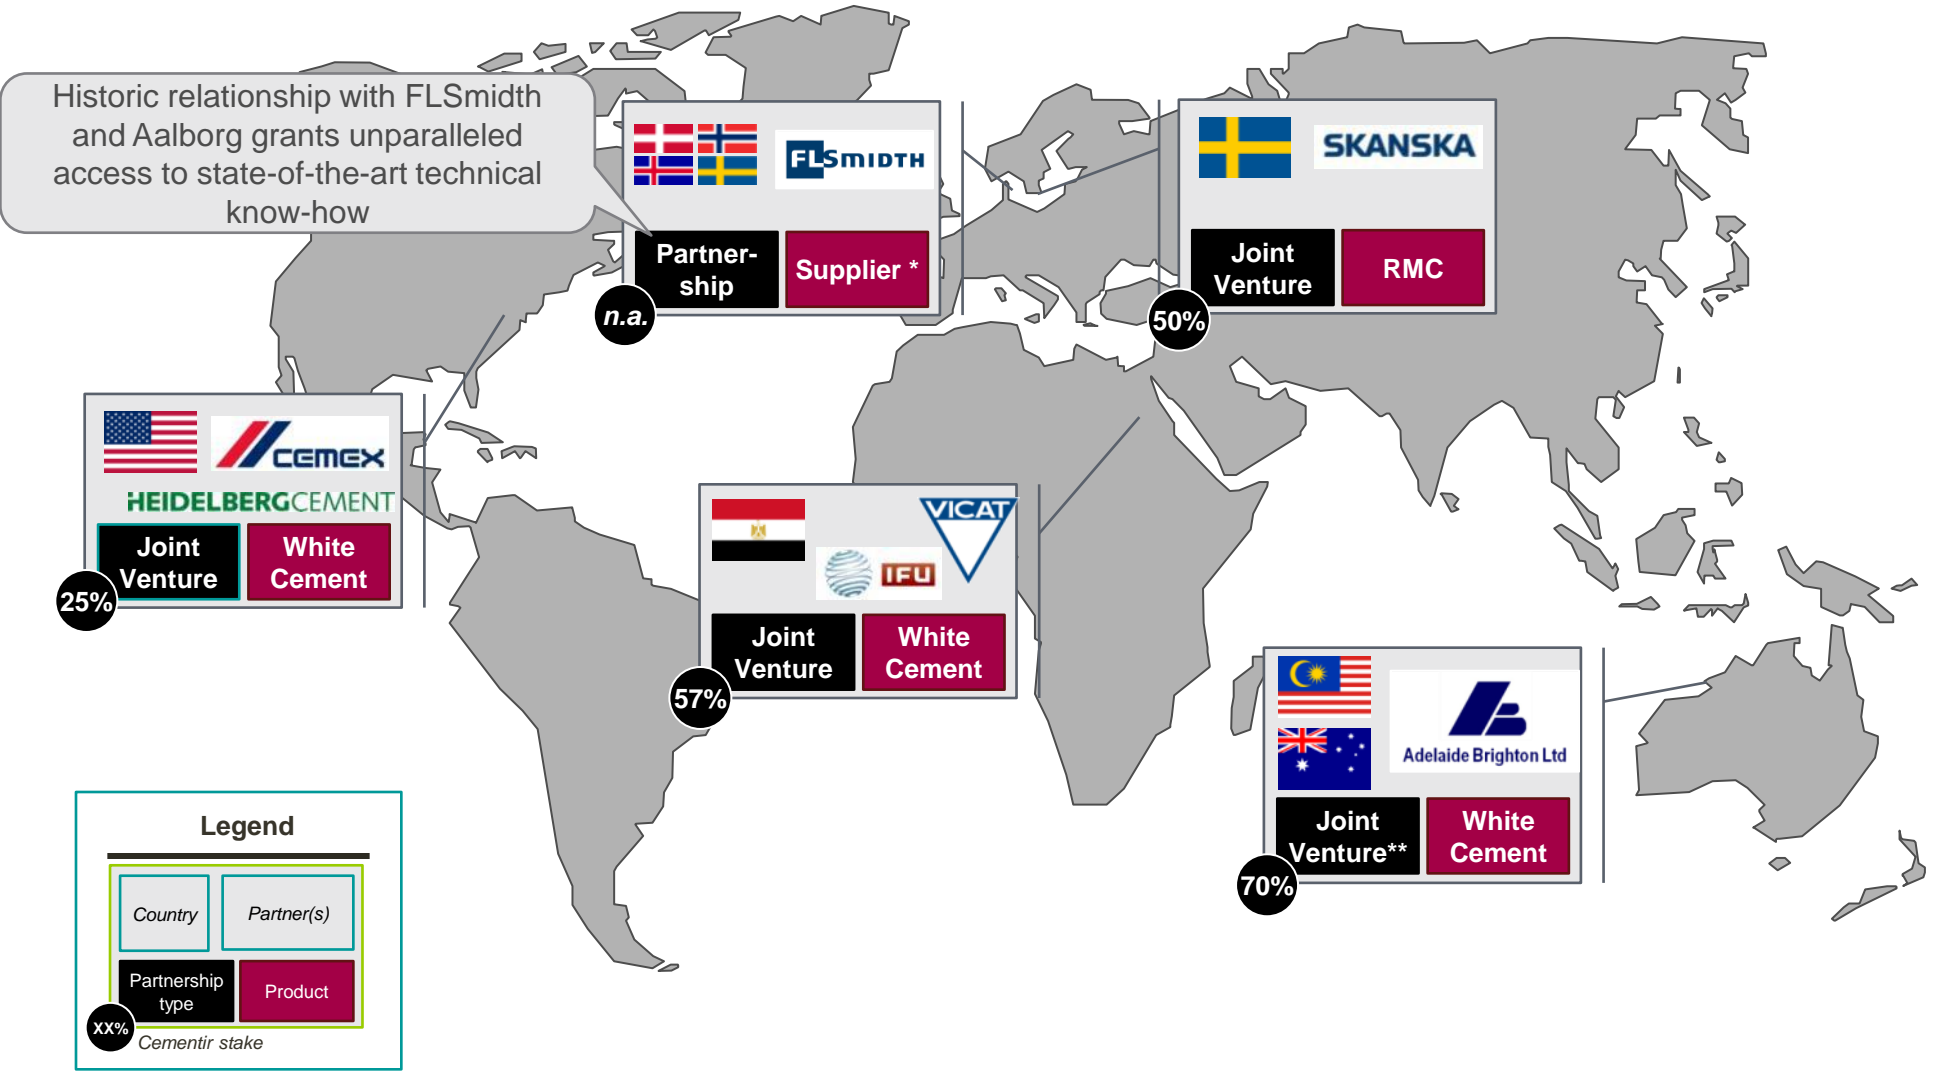 Historic relationship with FLSmidth
and Aalborg grants unparalleled
access to state-of-the-art technical
know-how
FLSMIDTH
Partner-
ship
Supplier *
n.a.
SKANSKA
Joint
Venture
RMC
50%
CEMEX
HEIDELBERGCEMENT
Joint
Venture
White
Cement
25%
VICAT
IFU
Joint
Venture
White
Cement
57%
Adelaide Brighton Ltd
Joint
Venture**
White
Cement
70%
Legend
Country
Partner(s)
Partnership
type
Product
XX%
Cementir stake